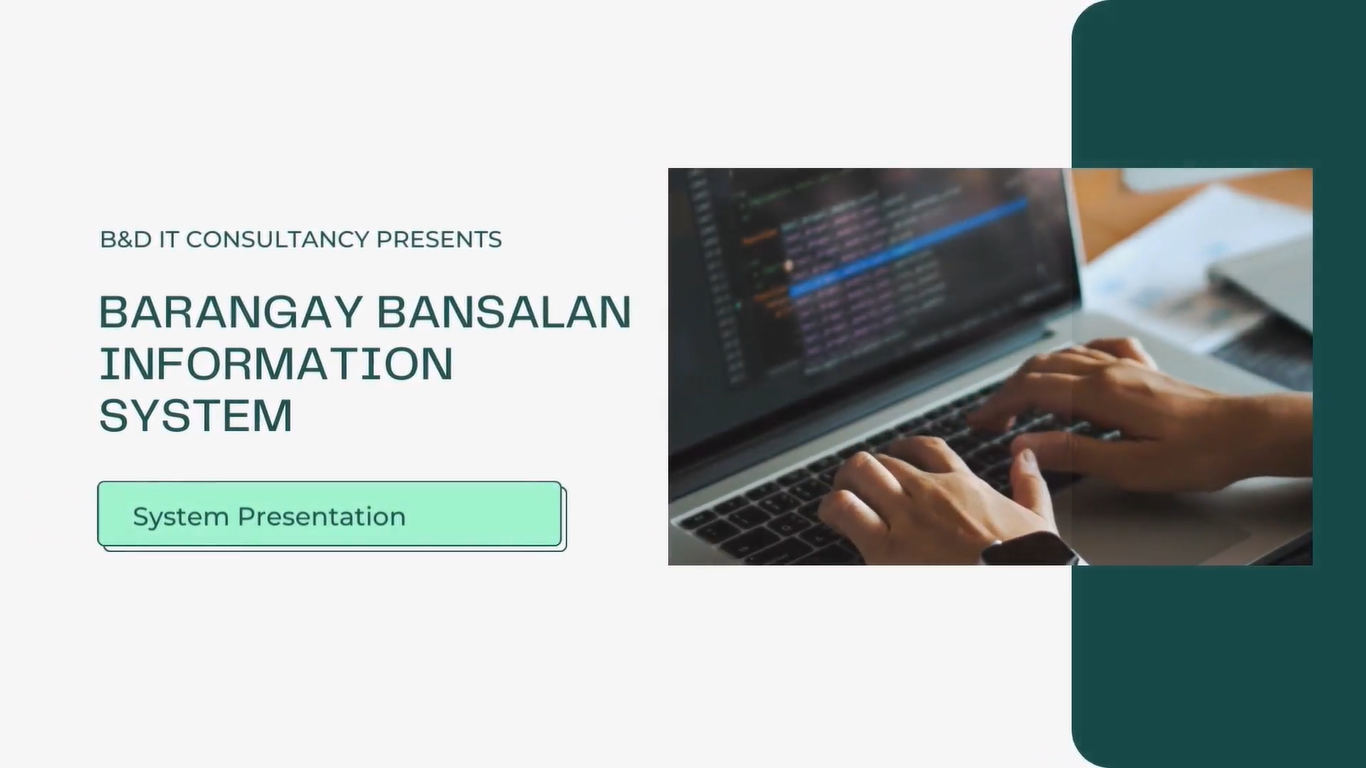 B&D IT CONSULTANCY PRESENTS
BARANGAY BANSALAN
INFORMATION
SYSTEM
System Presentation